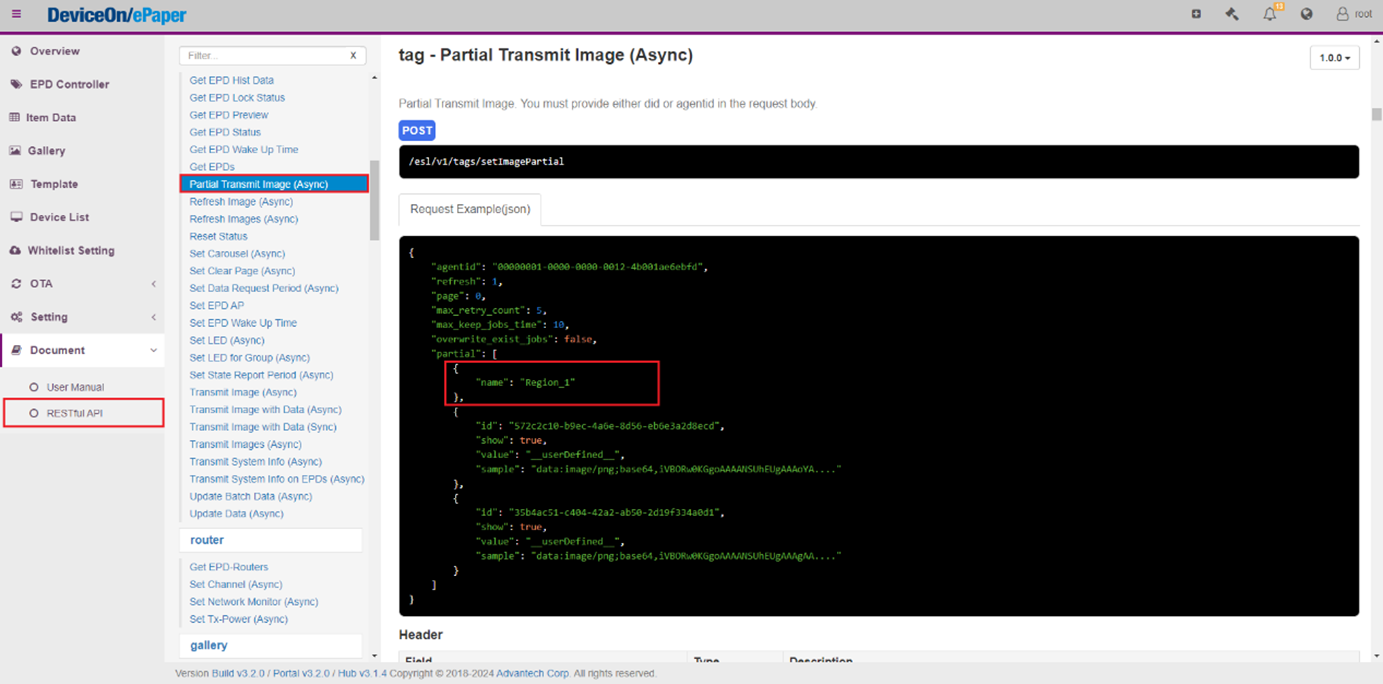 DeviceOn/ePaper
13
root
Overview
EPD Controller
Item Data
Gallery
Template
Device List
Whitelist Setting
OTA
Setting
Document
User Manual
RESTful API
Filter...
X
Get EPD Hist Data
Get EPD Lock Status
Get EPD Preview
Get EPD Status
Get EPD Wake Up Time
Get EPDs
Partial Transmit Image (Async)
Refresh Image (Async)
Refresh Images (Async)
Reset Status
Set Carousel (Async)
Set Clear Page (Async)
Set Data Request Period (Async)
Set EPD AP
Set EPD Wake Up Time
Set LED (Async)
Set LED for Group (Async)
Set State Report Period (Async)
Transmit Image (Async)
Transmit Image with Data (Async)
Transmit Image with Data (Sync)
Transmit Images (Async)
Transmit System Info (Async)
Transmit System Info on EPDs (Async)
Update Batch Data (Async)
Update Data (Async)
router
Get EPD-Routers
Set Channel (Async)
Set Network Monitor (Async)
Set Tx-Power (Async)
gallery
tag - Partial Transmit Image (Async)
1.0.0
Partial Transmit Image. You must provide either did or agentid in the request body.
POST
/esl/v1/tags/setImagePartial
Request Example(json)
{
"agentid": "00000001-0000-0000-0012-4b001ae6ebfd",
"refresh": 1,
"page": 0,
"max_retry_count": 5,
"max_keep_jobs_time": 10,
"overwrite_exist_jobs": false,
"partial": [
{
"name": "Region_1"
},
{
"id": "572c2c10-b9ec-4a6e-8d56-eb6e3a2d8ecd",
"show": true,
"value": "__userDefined__",
"sample": "data:image/png;base64,iVBORw0KGgoAAAANSUhEUgAAAoYA...."
},
{
"id": "35b4ac51-c404-42a2-ab50-2d19f334a0d1",
"show": true,
"value": "__userDefined__",
"sample": "data:image/png;base64,iVBORw0KGgoAAAANSUhEUgAAAgAA...."
}
]
}
Header
Field Type Description
Version Build v3.2.0 / Portal v3.2.0 / Hub v3.1.4 Copyright © 2018-2024 Advantech Corp. All rights reserved.